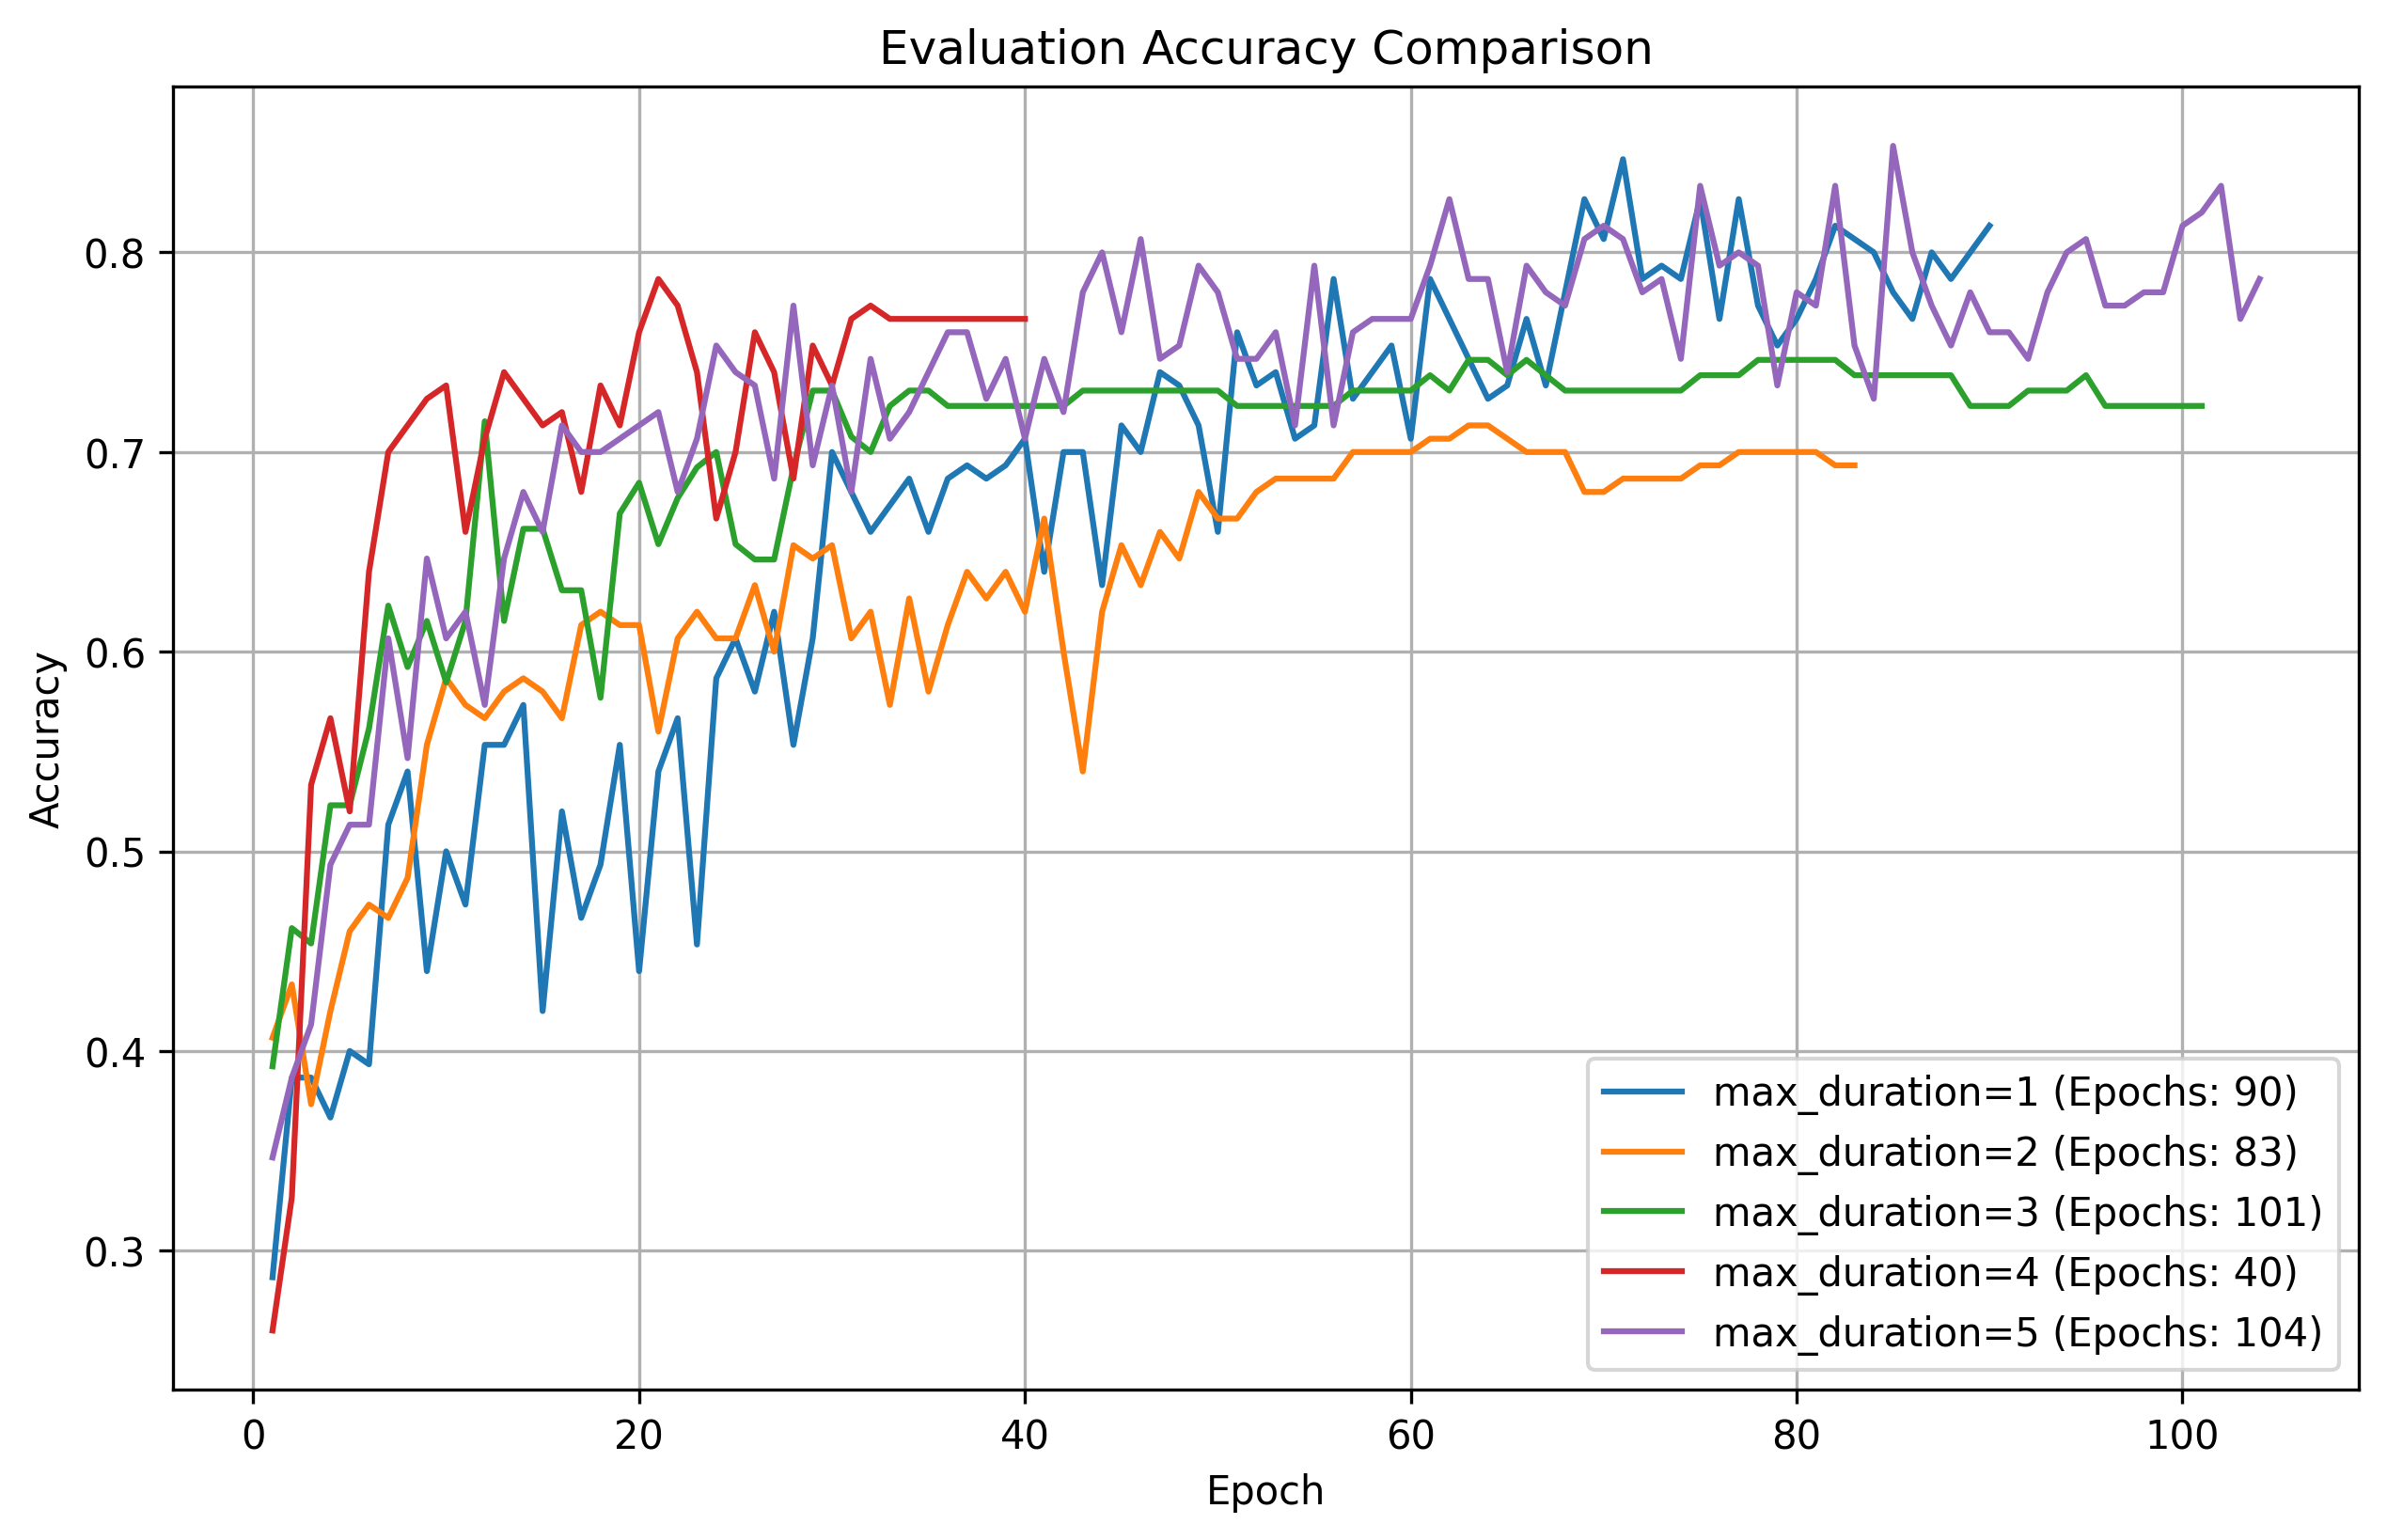 Evaluation Accuracy Comparison
Accuracy
0.8
0.7
0.6
0.5
0.4
0.3
0
20
40
60
80
100
Epoch
max_duration=1 (Epochs: 90)
max_duration=2 (Epochs: 83)
max_duration=3 (Epochs: 101)
max_duration=4 (Epochs: 40)
max_duration=5 (Epochs: 104)